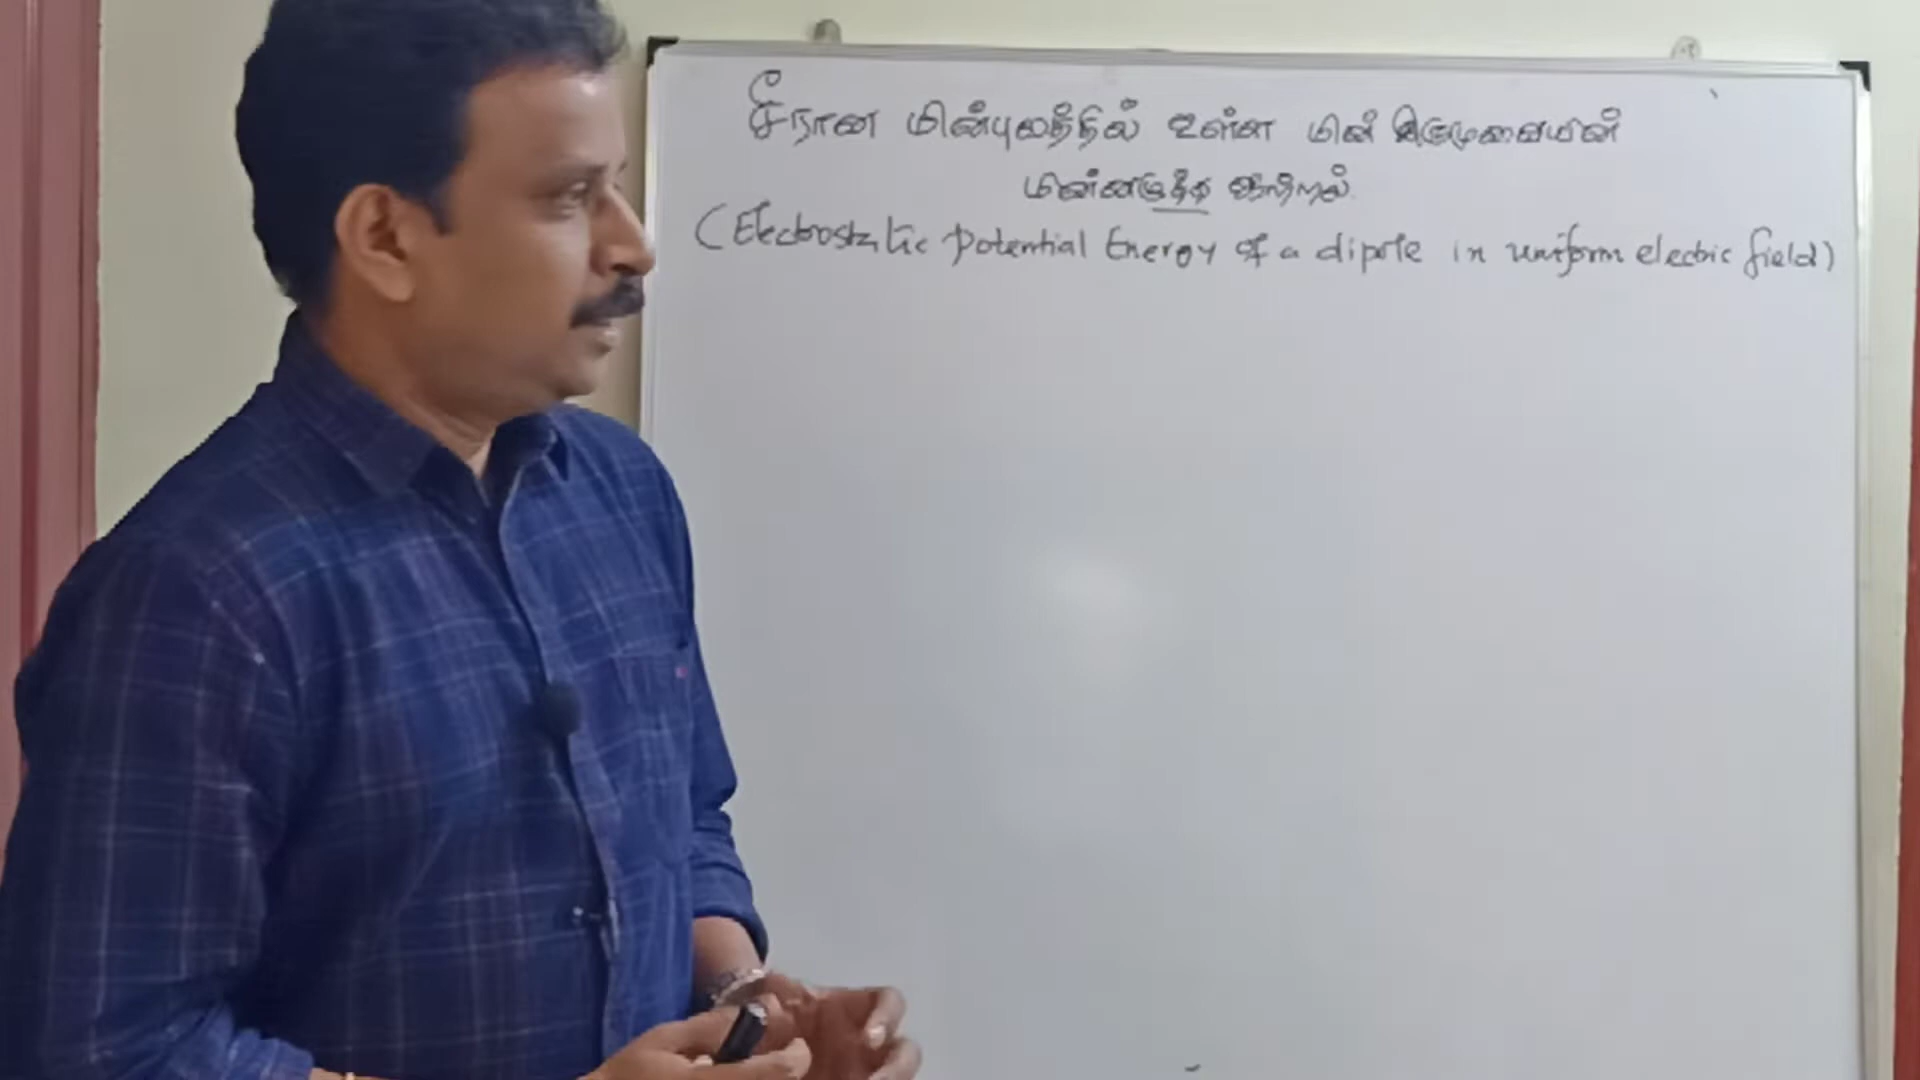 சீரான மின்புலத்தில் உள்ள மின் இருமுனையின்
மின்னழுத்த ஆற்றல்.
(Electrostatic Potential Energy of a dipole in uniform electric field)